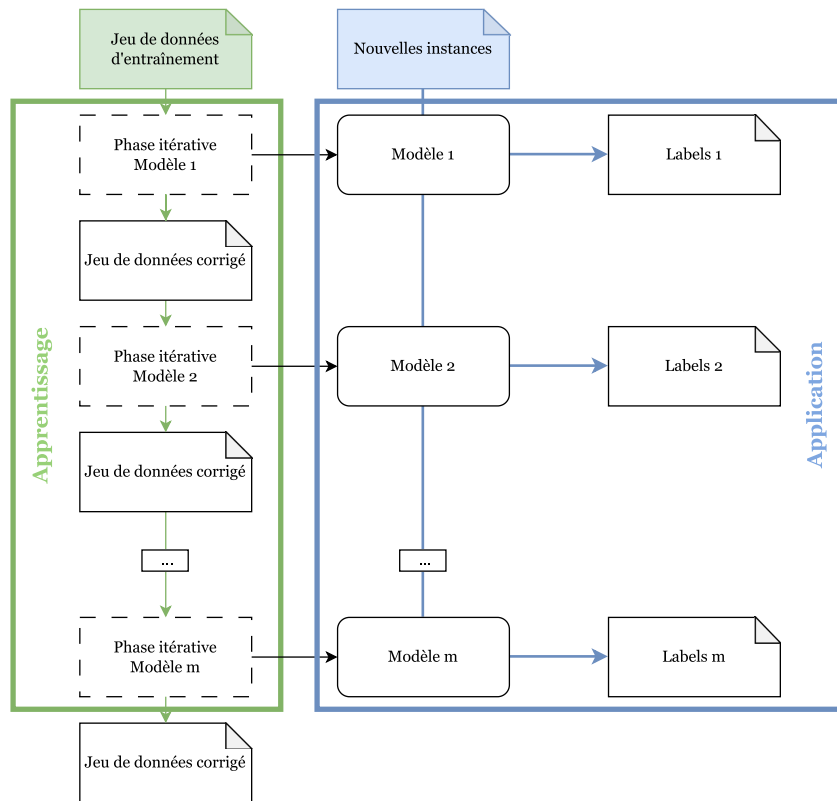 Jeu de données
d'entraînement
Nouvelles instances
Phase itérative
Modèle 1
Modèle 1
Labels 1
Jeu de données corrigé
Apprentissage
Phase itérative
Modèle 2
Modèle 2
Labels 2
Application
Jeu de données corrigé
...
...
Phase itérative
Modèle m
Modèle m
Labels m
Jeu de données corrigé